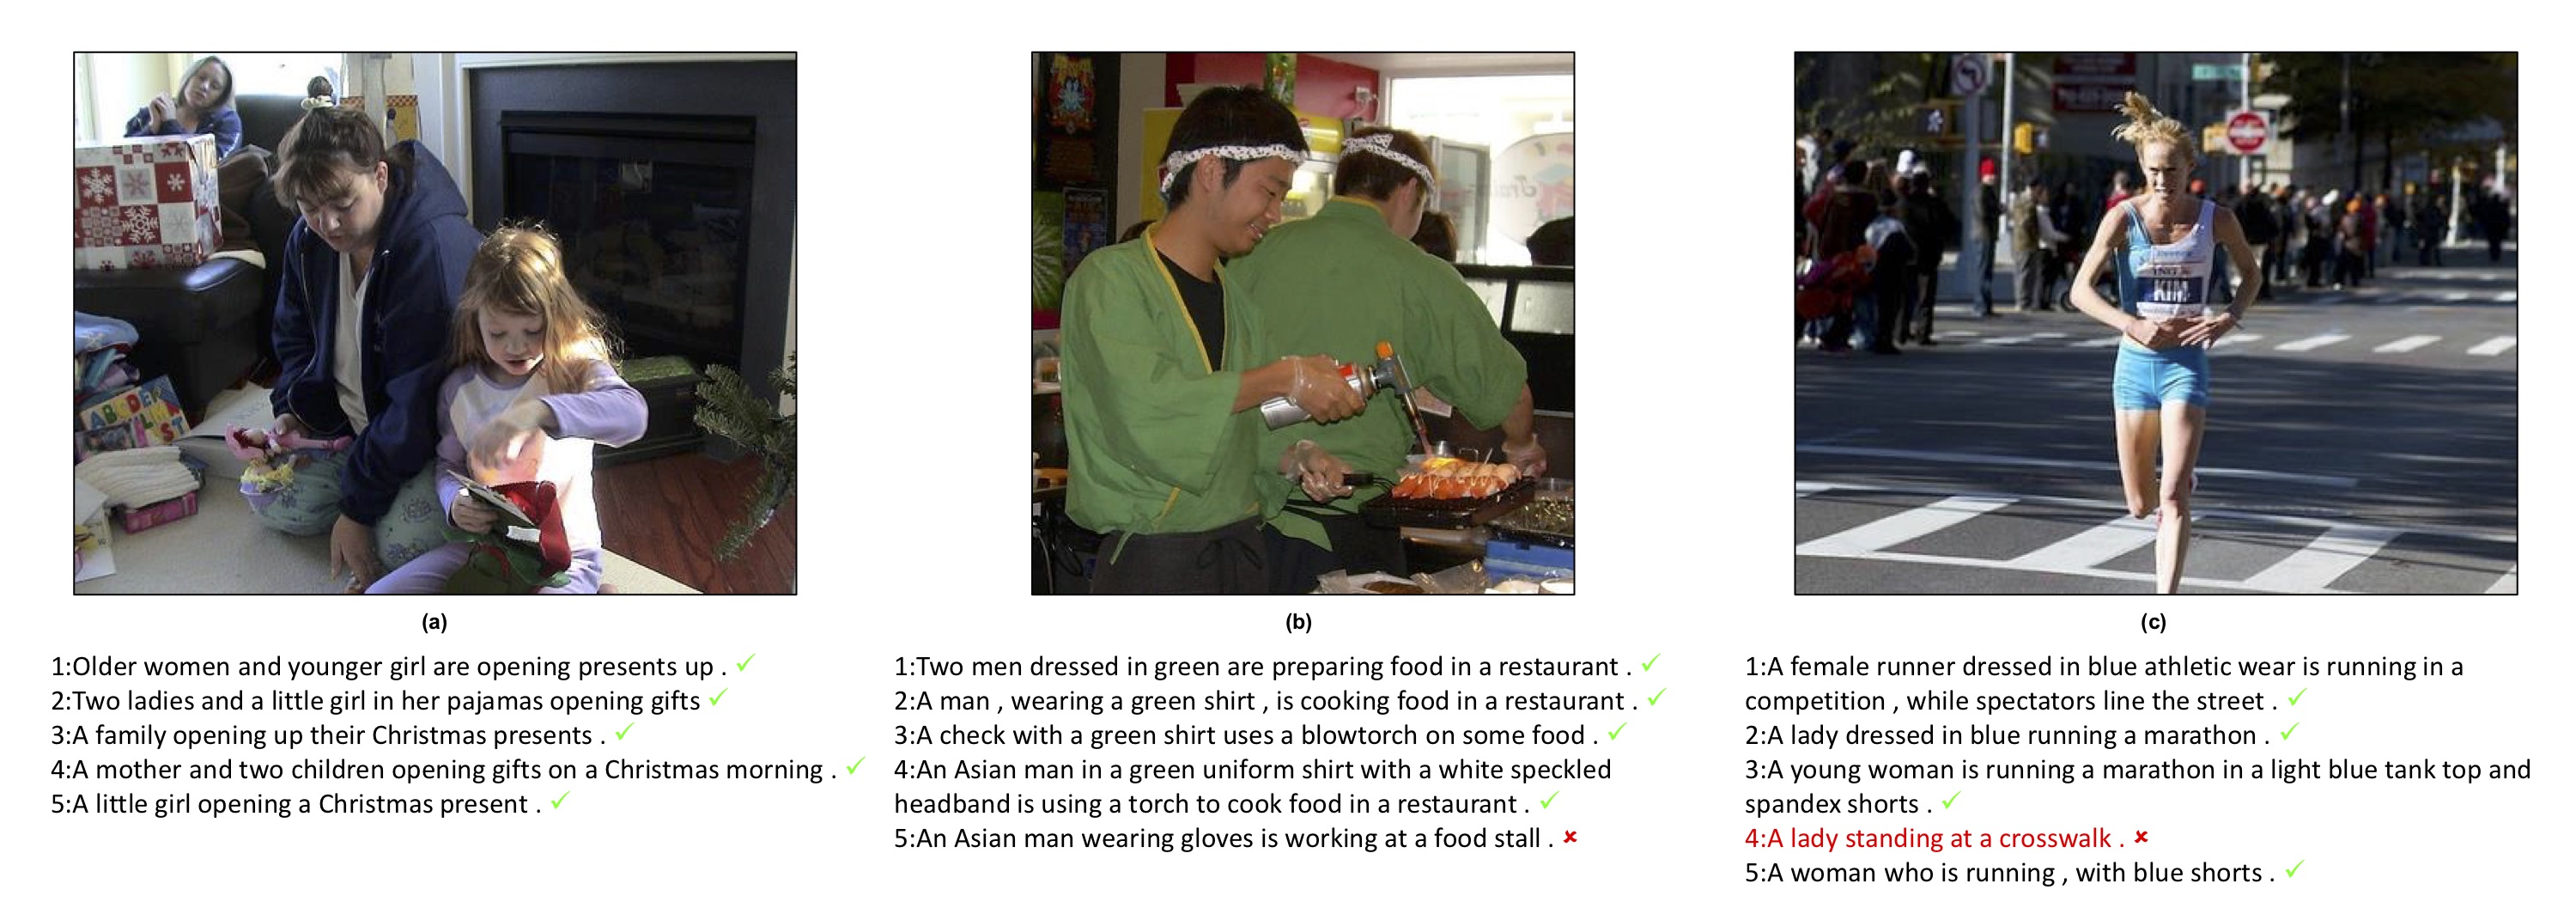 ING
KIM
(a)
1:Older women and younger girl are opening presents up . ✓
2:Two ladies and a little girl in her pajamas opening gifts ✓
3:A family opening up their Christmas presents . ✓
4:A mother and two children opening gifts on a Christmas morning . ✓
5:A little girl opening a Christmas present . ✓
(b)
1:Two men dressed in green are preparing food in a restaurant . ✓
2:A man , wearing a green shirt , is cooking food in a restaurant . ✓
3:A check with a green shirt uses a blowtorch on some food . ✓
4:An Asian man in a green uniform shirt with a white speckled
headband is using a torch to cook food in a restaurant . ✓
5:An Asian man wearing gloves is working at a food stall . ✘
(c)
1:A female runner dressed in blue athletic wear is running in a
competition , while spectators line the street . ✓
2:A lady dressed in blue running a marathon . ✓
3:A young woman is running a marathon in a light blue tank top and
spandex shorts . ✓
4:A lady standing at a crosswalk . ✘
5:A woman who is running , with blue shorts . ✓